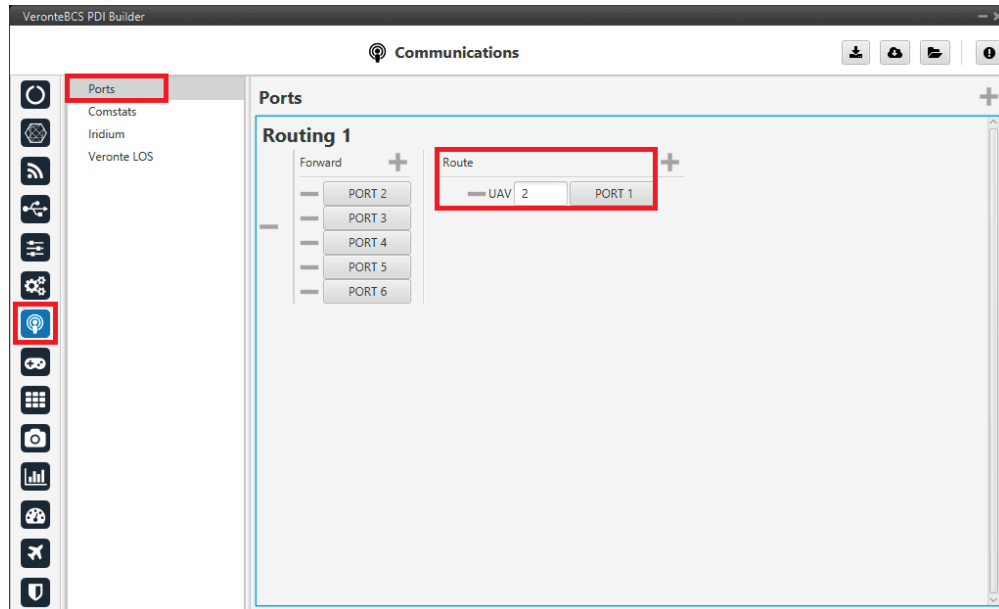 VeronteBCS PDI Builder
Communications
Ports
Comstats
Iridium
Veronte LOS
Ports
Routing 1
Forward
Route
PORT 2
UAV 2 PORT 1
PORT 3
PORT 4
PORT 5
PORT 6